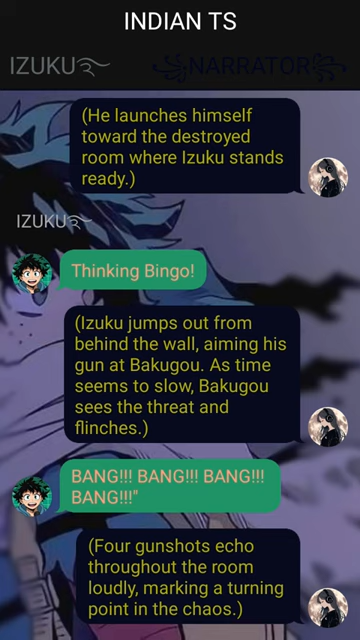 INDIAN TS
IZUKU࿐ ꧁NARRATOR꧂
(He launches himself
toward the destroyed
room where Izuku stands
ready.)
IZUKU࿐
Thinking Bingo!
(Izuku jumps out from
behind the wall, aiming his
gun at Bakugou. As time
seems to slow, Bakugou
sees the threat and
flinches.)
BANG!!! BANG!!! BANG!!!
BANG!!!"
(Four gunshots echo
throughout the room
loudly, marking a turning
point in the chaos.)